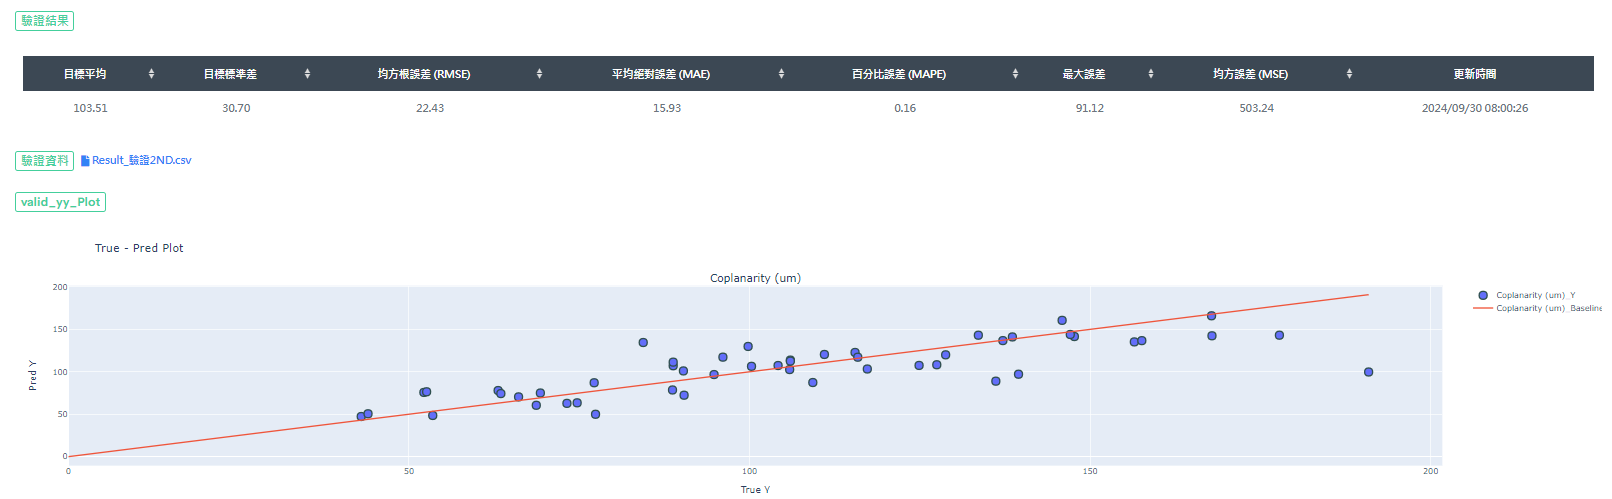 驗證結果
目標平均 目標標準差 均方根誤差 (RMSE) 平均絕對誤差 (MAE) 百分比誤差 (MAPE) 最大誤差 均方誤差 (MSE) 更新時間
103.51 30.70 22.43 15.93 0.16 91.12 503.24 2024/09/30 08:00:26
驗證資料 Result_驗證2ND.csv
valid_yy_Plot
True - Pred Plot
Coplanarity (um)
200
150
100
50
0
Pred Y
0 50 100 150 200
True Y
Coplanarity (um)_Y
Coplanarity (um)_Baseline